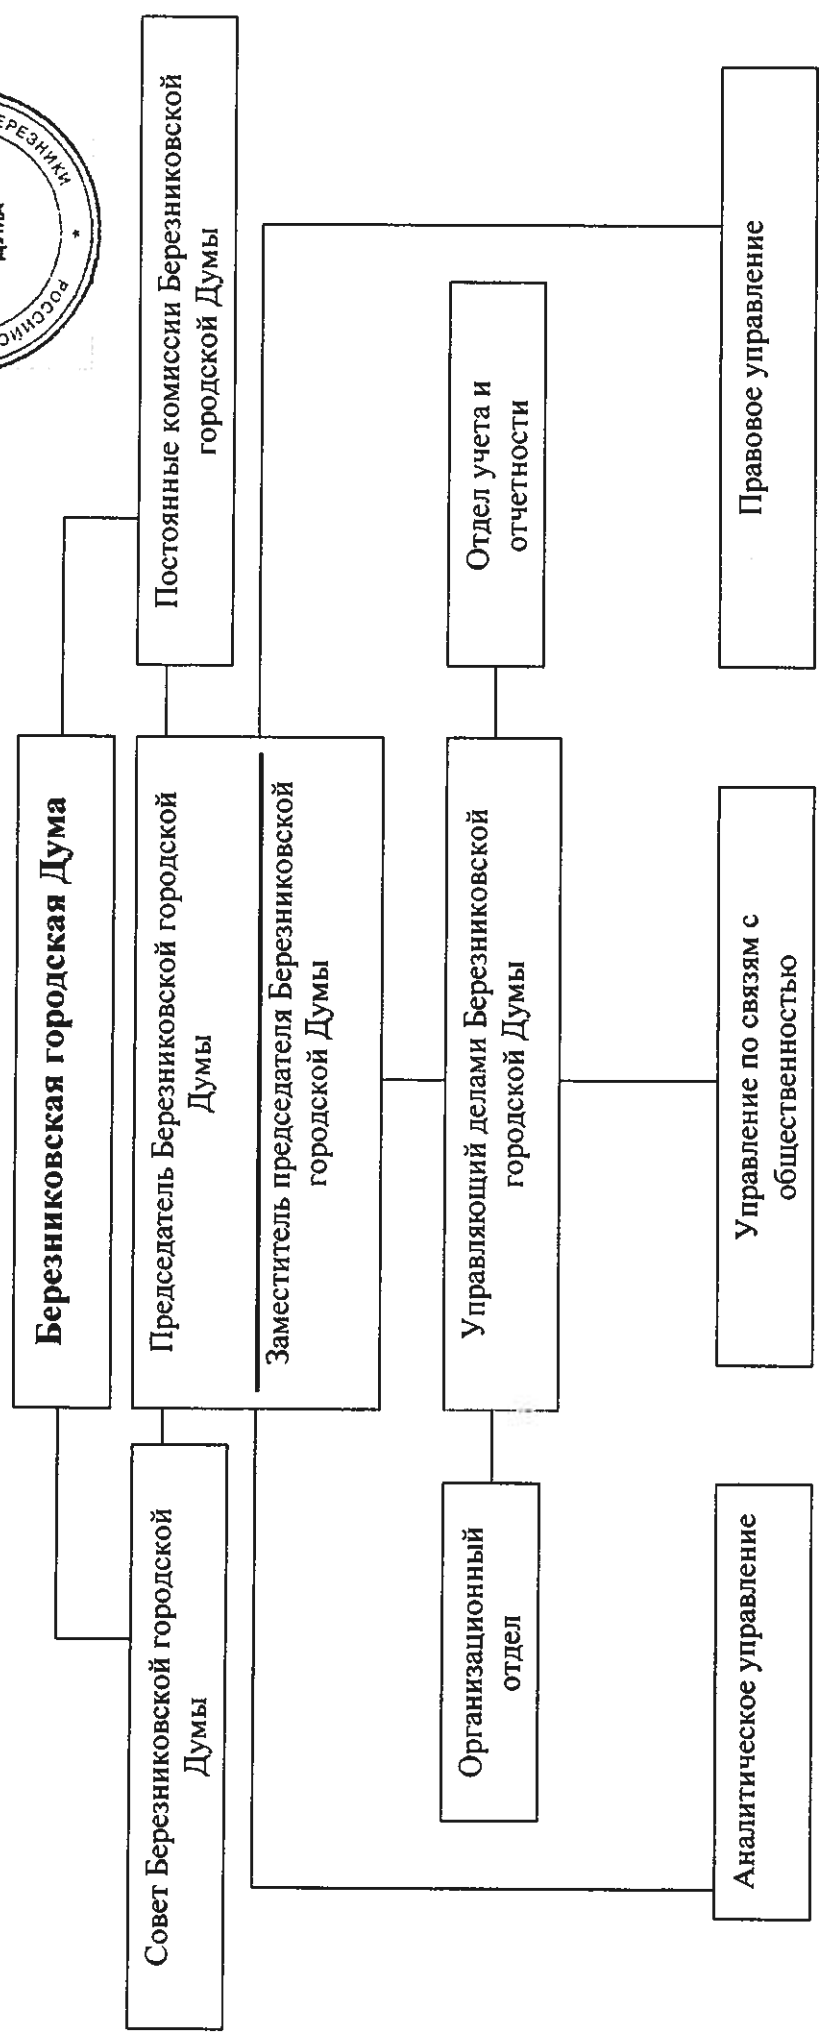 БЕРЕЗНИКИ
*
ДУМА
Березниковская городская Дума
Совет Березниковской городской
Думы
Председатель Березниковской городской
Думы
Заместитель председателя Березниковской
городской Думы
Постоянные комиссии Березниковской
городской Думы
Организационный
отдел
Управляющий делами Березниковской
городской Думы
Отдел учета и
отчетности
Аналитическое управление
Управление по связям с
общественностью
Правовое управление